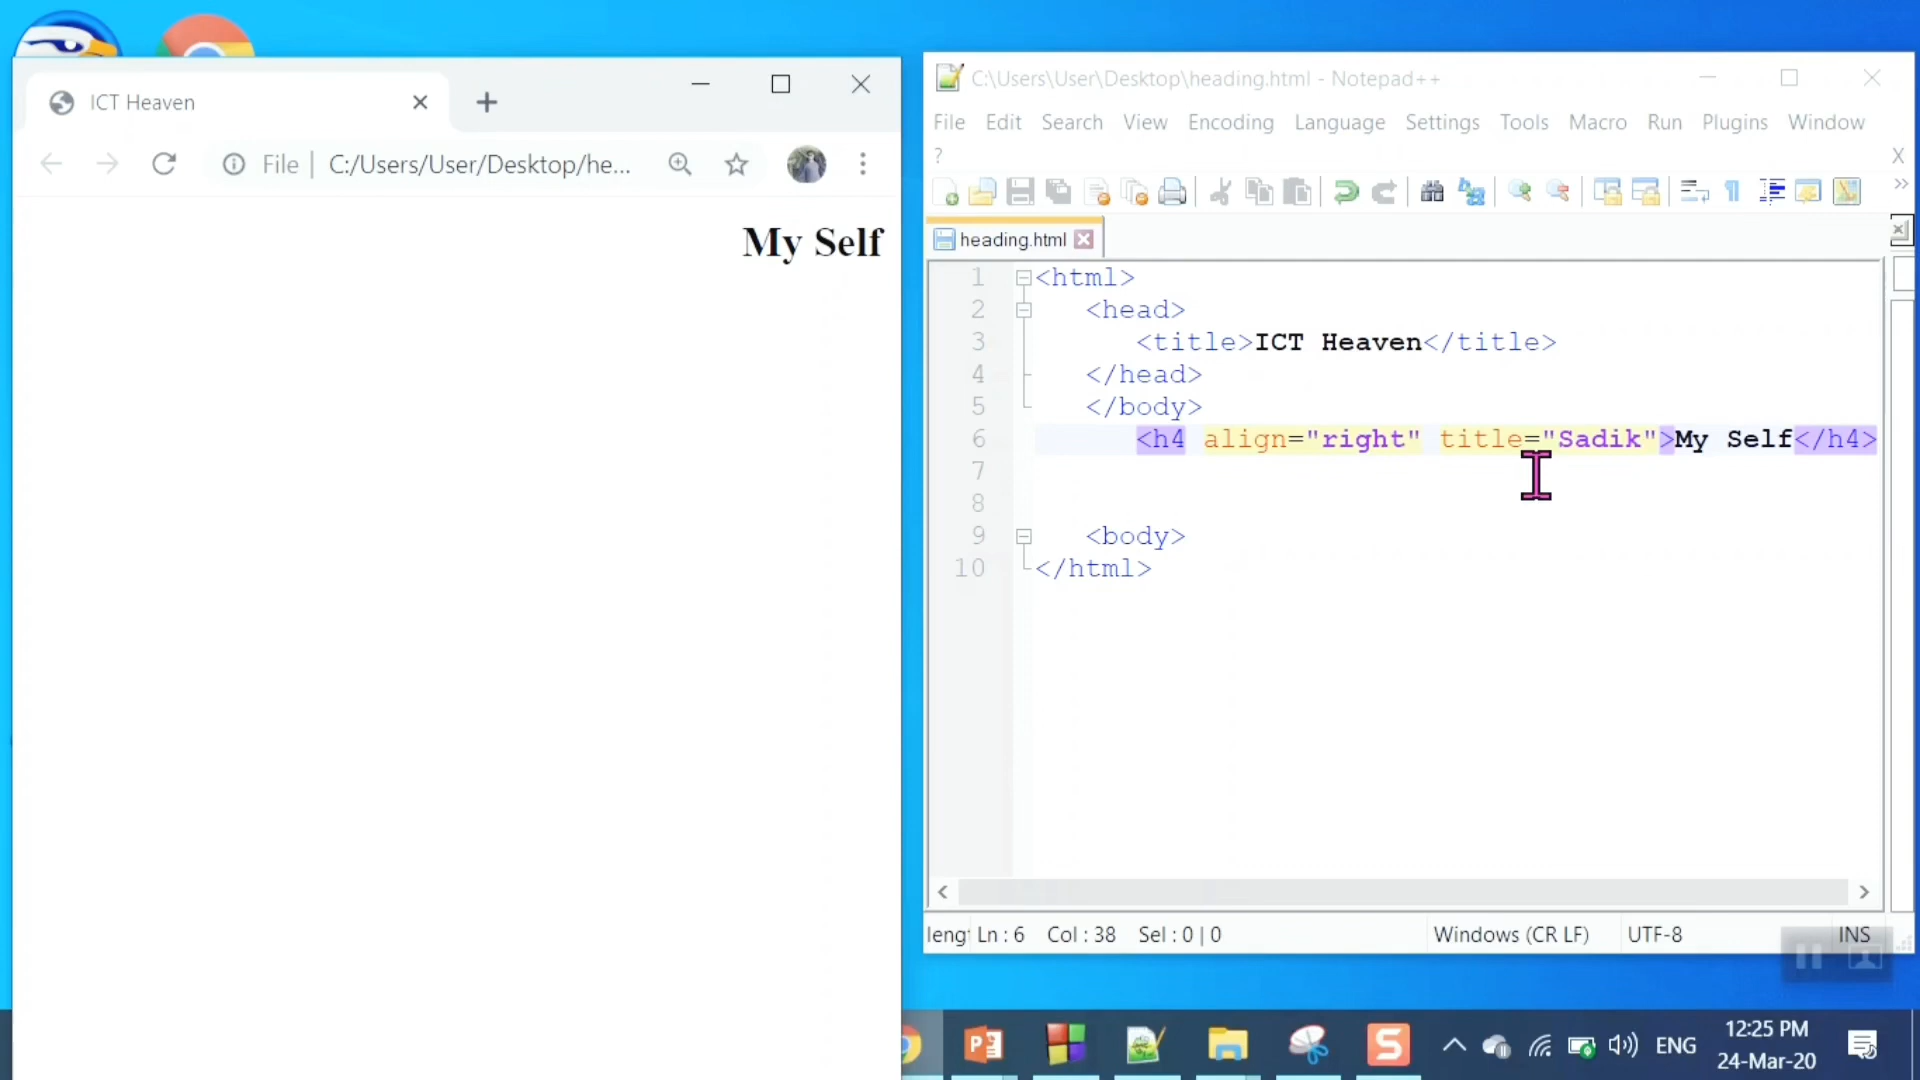 ICT Heaven
File | C:/Users/User/Desktop/he...
My Self
C:\Users\User\Desktop\heading.html - Notepad++
File Edit Search View Encoding Language Settings Tools Macro Run Plugins Window
? X
heading.html
1 <html>
2 <head>
3 <title>ICT Heaven</title>
4 </head>
5 </body>
6 <h4 align="right" title="Sadik">My Self</h4>
7
8
9 <body>
10 </html>
Ln : 6 Col : 38 Sel : 0 | 0 Windows (CR LF) UTF-8 INS
ENG
12:25 PM
24-Mar-20